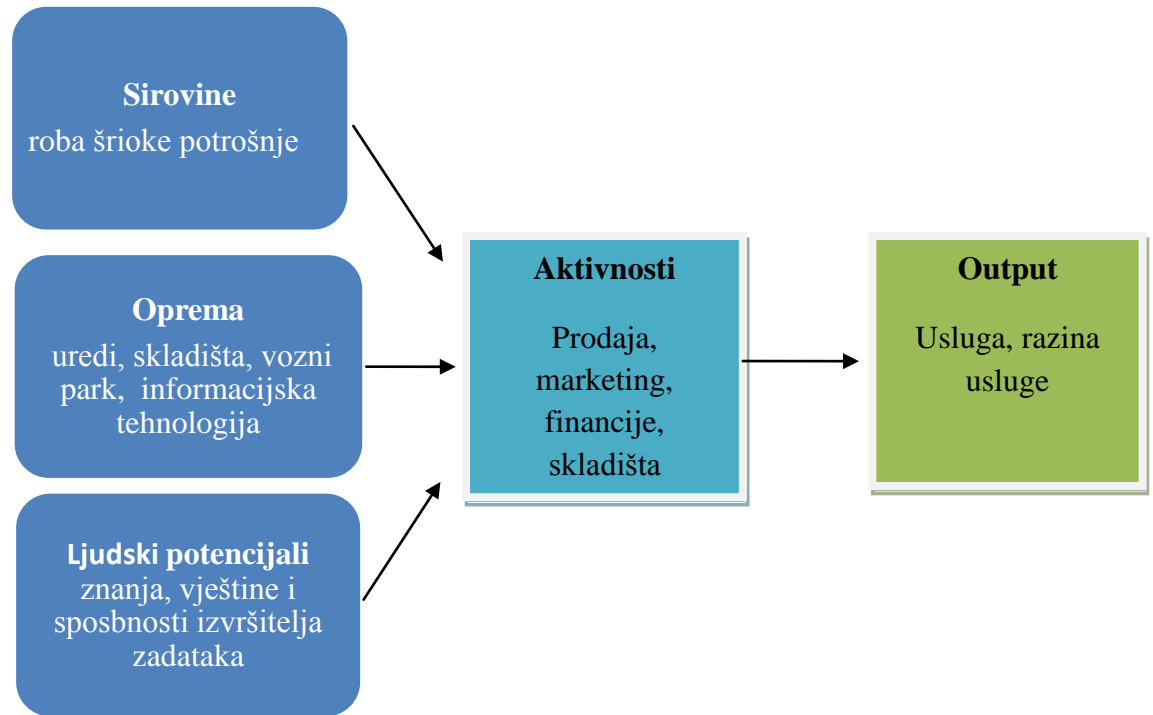 Sirovine
roba šrioke potrošnje
Oprema
uredi, skladišta, vozni
park, informacijska
tehnologija
Ljudski potencijali
znanja, vještine i
sposbnosti izvršitelja
zadataka
Aktivnosti
Prodaja,
marketing,
financije,
skladišta
Output
Usluga, razina
usluge